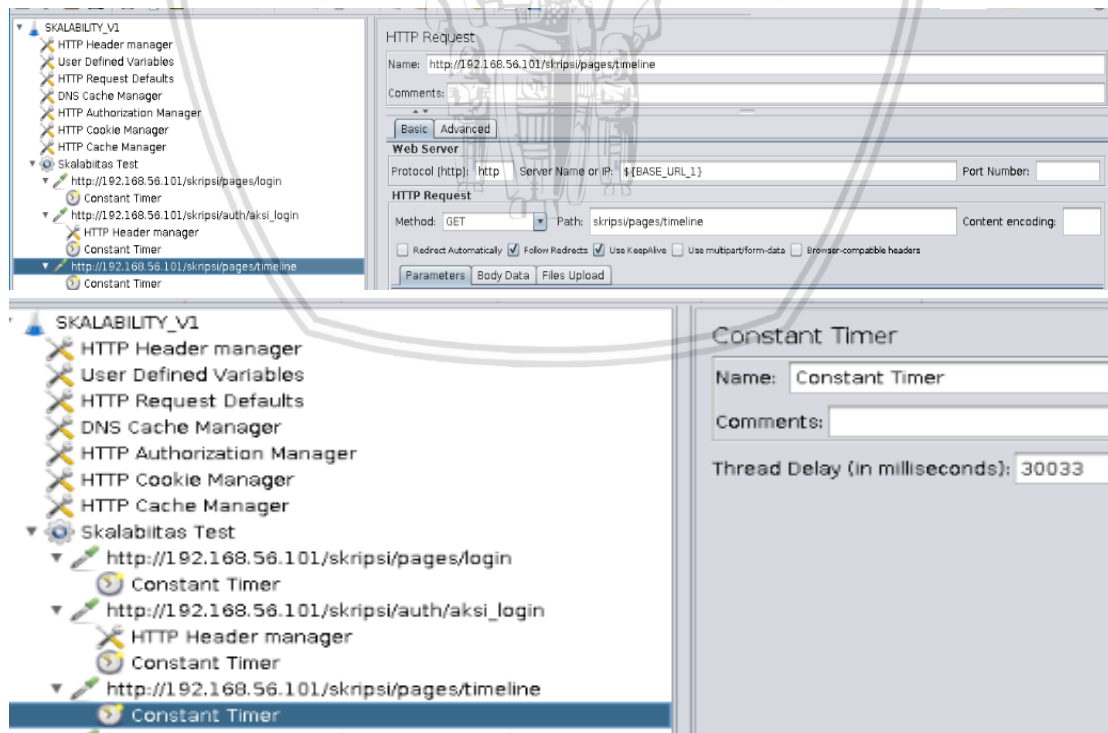 SKALABILITY_V1
HTTP Header manager
User Defined Variables
HTTP Request Defaults
DNS Cache Manager
HTTP Authorization Manager
HTTP Cookie Manager
HTTP Cache Manager
Skalabiitas Test
http://192.168.56.101/skripsi/pages/login
Constant Timer
http://192.168.56.101/skripsi/auth/aksi_login
HTTP Header manager
Constant Timer
http://192.168.56.101/skripsi/pages/timeline
Constant Timer
HTTP Request
Name: http://192.168.56.101/skripsi/pages/timeline
Comments:
Basic Advanced
Web Server
Protocol [http]: http Server Name or IP: ${BASE_URL_1} Port Number:
HTTP Request
Method: GET Path: skripsi/pages/timeline Content encoding:
Redirect Automatically Follow Redirects Use KeepAlive Use multipart/form-data Browser-compatible headers
Parameters Body Data Files Upload
SKALABILITY_V1
HTTP Header manager
User Defined Variables
HTTP Request Defaults
DNS Cache Manager
HTTP Authorization Manager
HTTP Cookie Manager
HTTP Cache Manager
Skalabiitas Test
http://192.168.56.101/skripsi/pages/login
Constant Timer
http://192.168.56.101/skripsi/auth/aksi_login
HTTP Header manager
Constant Timer
http://192.168.56.101/skripsi/pages/timeline
Constant Timer
Constant Timer
Name: Constant Timer
Comments:
Thread Delay (in milliseconds): 30033